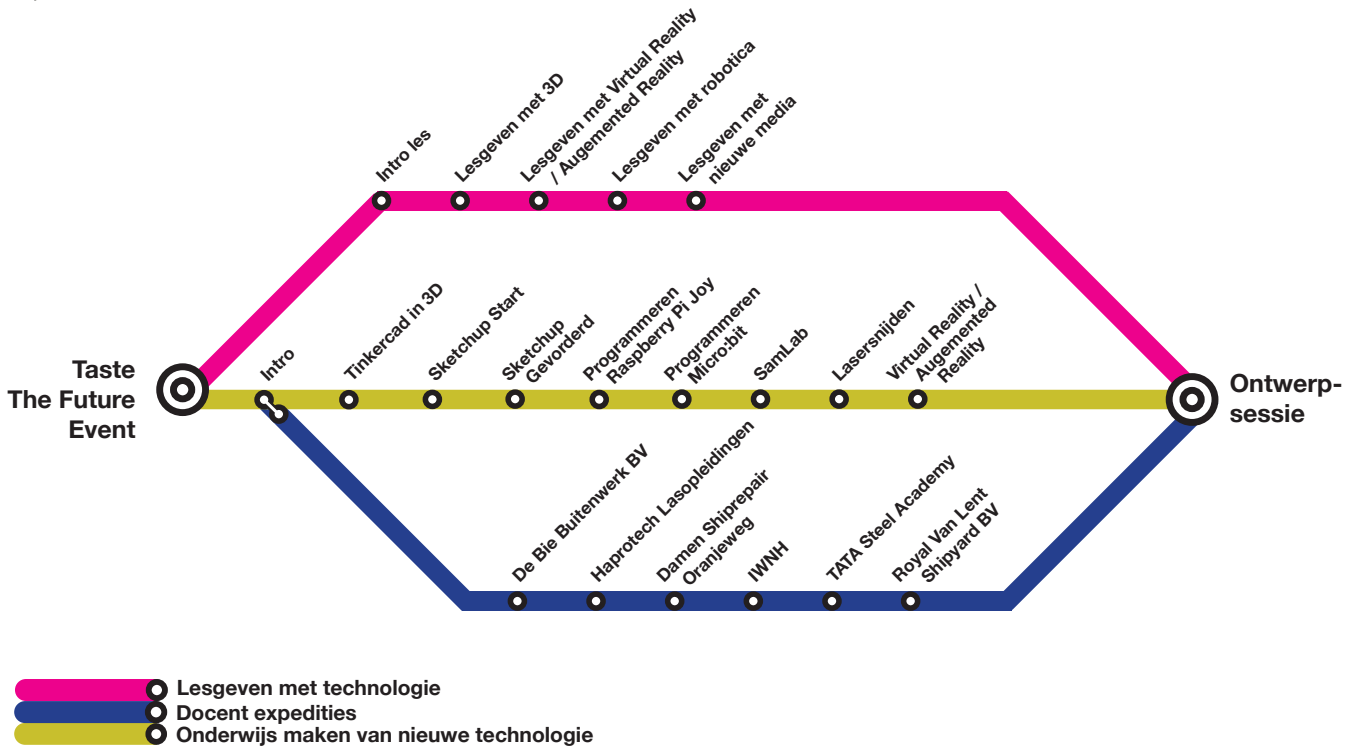 Intro les
Lesgeven met 3D
Lesgeven met Virtual Reality
/ Augemented Reality
Lesgeven met robotica
Lesgeven met
nieuwe media
Taste
The Future
Event
Intro
Tinkercad in 3D
Sketchup Start
Sketchup
Gevorderd
Programmeren
Raspberry Pi Joy
Programmeren
Micro:bit
SamLab
Lasersnijden
Virtual Reality /
Augemented
Reality
Ontwerp-
sessie
De Bie Buitenwerk BV
Haprotech Lasopleidingen
Damen Shiprepair
Oranjeweg
IWNH
TATA Steel Academy
Royal Van Lent
Shipyard BV
Lesgeven met technologie
Docent expedities
Onderwijs maken van nieuwe technologie